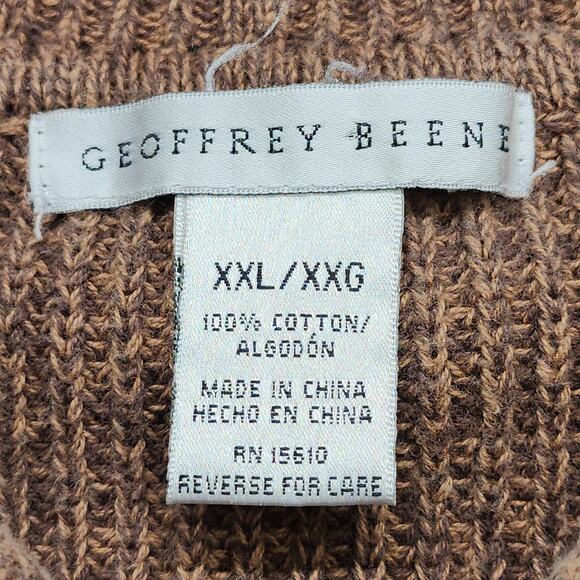 GEOFFREY BEENE
XXL/XXG
100% COTTON/
ALGODÓN
MADE IN CHINA
HECHO EN CHINA
RN 15610
REVERSE FOR CARE